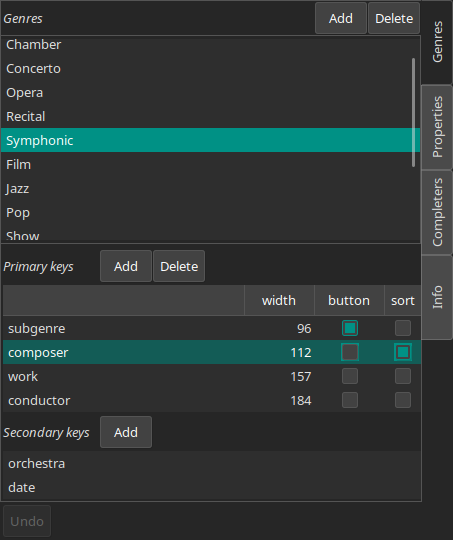 Genres Add Delete
Chamber
Concerto
Opera
Recital
Symphonic
Film
Jazz
Pop
Show
Primary keys Add Delete
width button sort
subgenre 96
composer 112
work 157
conductor 184
Secondary keys Add
orchestra
date
Undo
Genres
Properties
Completers
Info